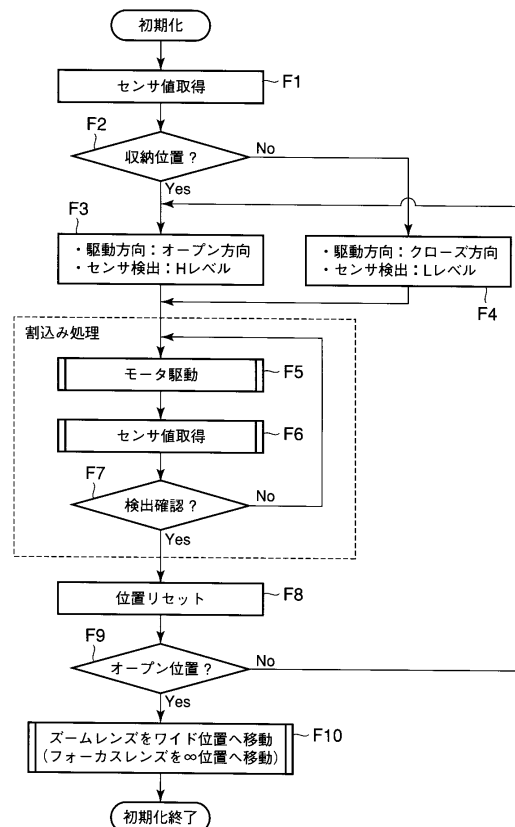 初期化
センサ値取得
F1
F2
収納位置？
No
Yes
F3
・駆動方向：オープン方向
・センサ検出：Hレベル
・駆動方向：クローズ方向
・センサ検出：Lレベル
F4
割込み処理
モータ駆動
F5
センサ値取得
F6
F7
検出確認？
No
Yes
位置リセット
F8
F9
オープン位置？
No
Yes
ズームレンズをワイド位置へ移動
(フォーカスレンズを∞位置へ移動)
F10
初期化終了